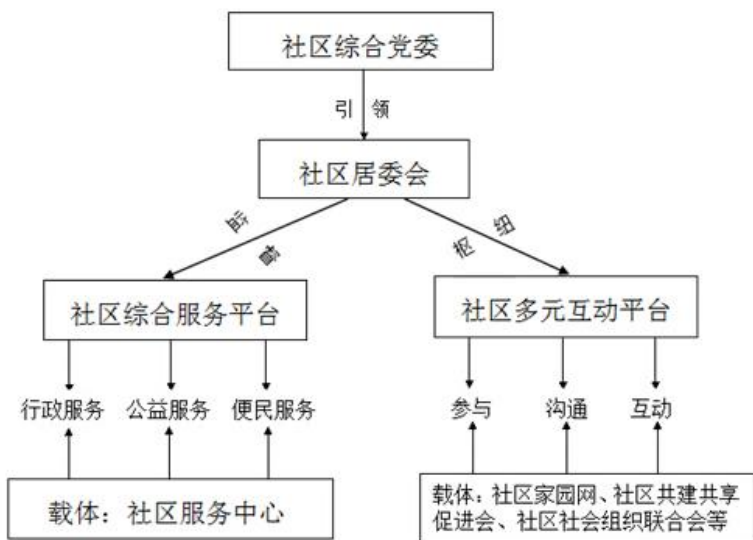 社区综合党委
引领
社区居委会
监督
枢纽
社区综合服务平台
社区多元互动平台
行政服务 公益服务 便民服务
参与 沟通 互动
载体：社区服务中心
载体：社区家园网、社区共建共享
促进会、社区社会组织联合会等